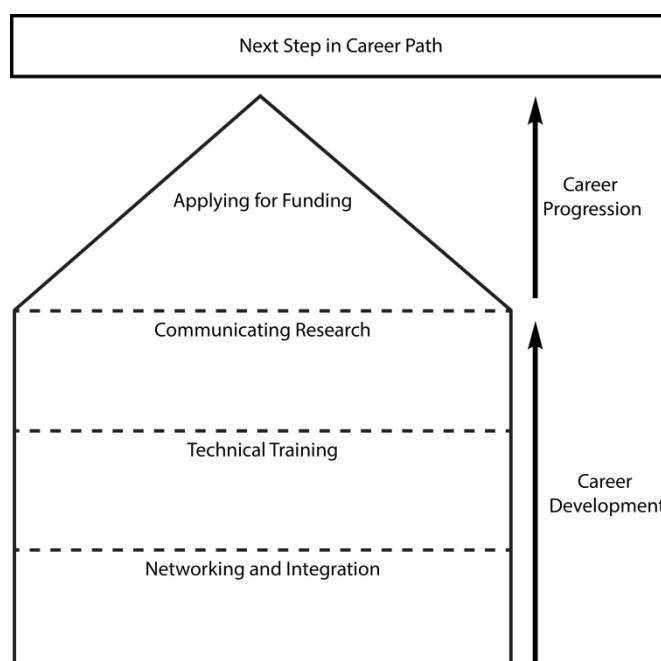 Next Step in Career Path
Applying for Funding
Career
Progression
Communicating Research
Technical Training
Career
Development
Networking and Integration